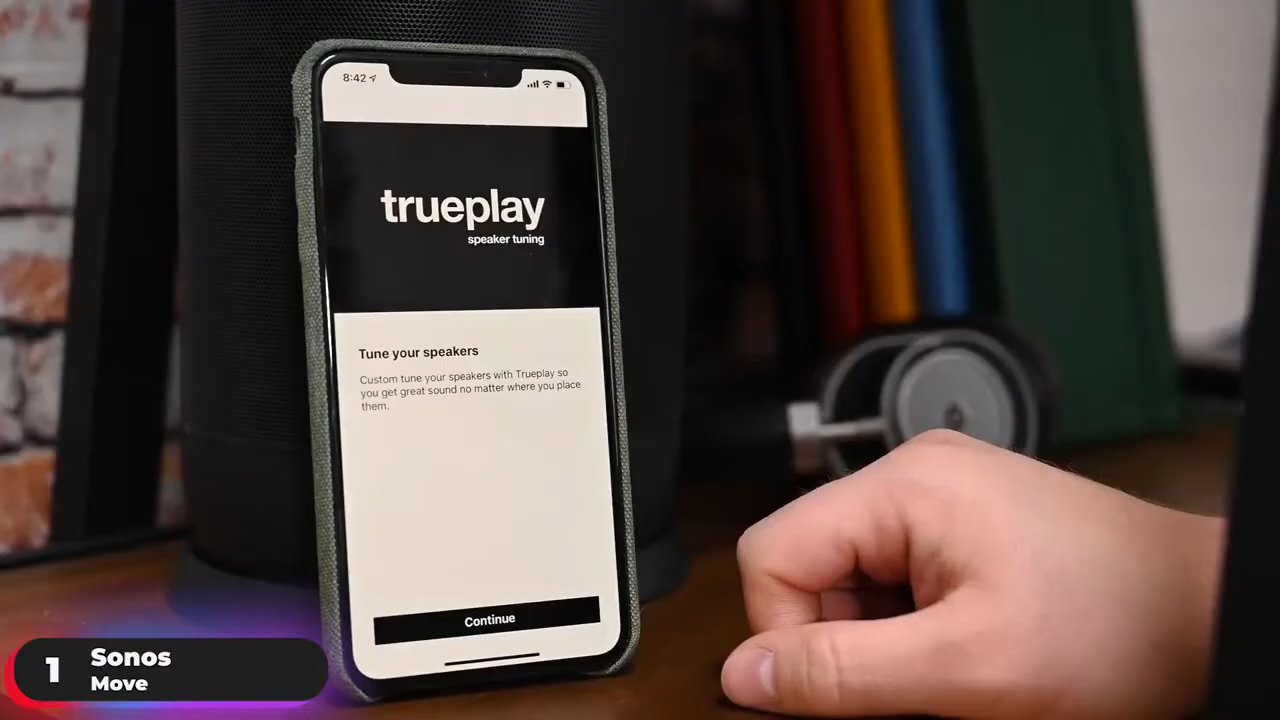 8:42
trueplay
speaker tuning
Tune your speakers
Custom tune your speakers with Trueplay so
you get great sound no matter where you place
them.
Continue
1
Sonos
Move